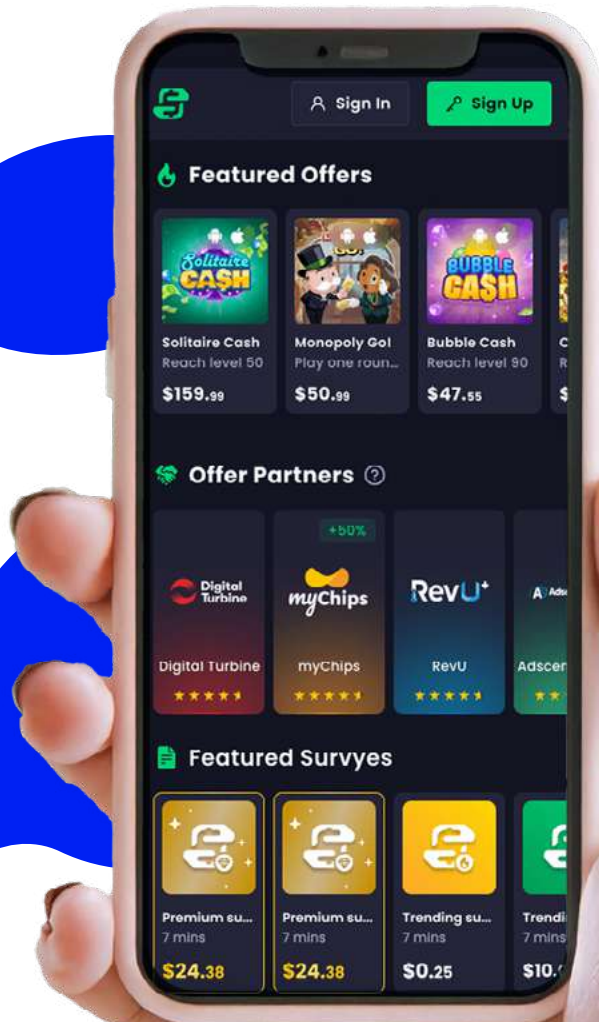 Sign In
Sign Up
Featured Offers
Solitaire
CASH
GO!
BUBBLE
CASH
Solitaire Cash
Reach level 50
$159.99
Monopoly Go!
Play one roun...
$50.99
Bubble Cash
Reach level 90
$47.55
Offer Partners ?
+50%
Digital
Turbine
myChips
RevU+
Digital Turbine
myChips
RevU
Featured Survyes
Premium su...
7 mins
$24.38
Premium su...
7 mins
$24.38
Trending su...
7 mins
$0.25
7 mins